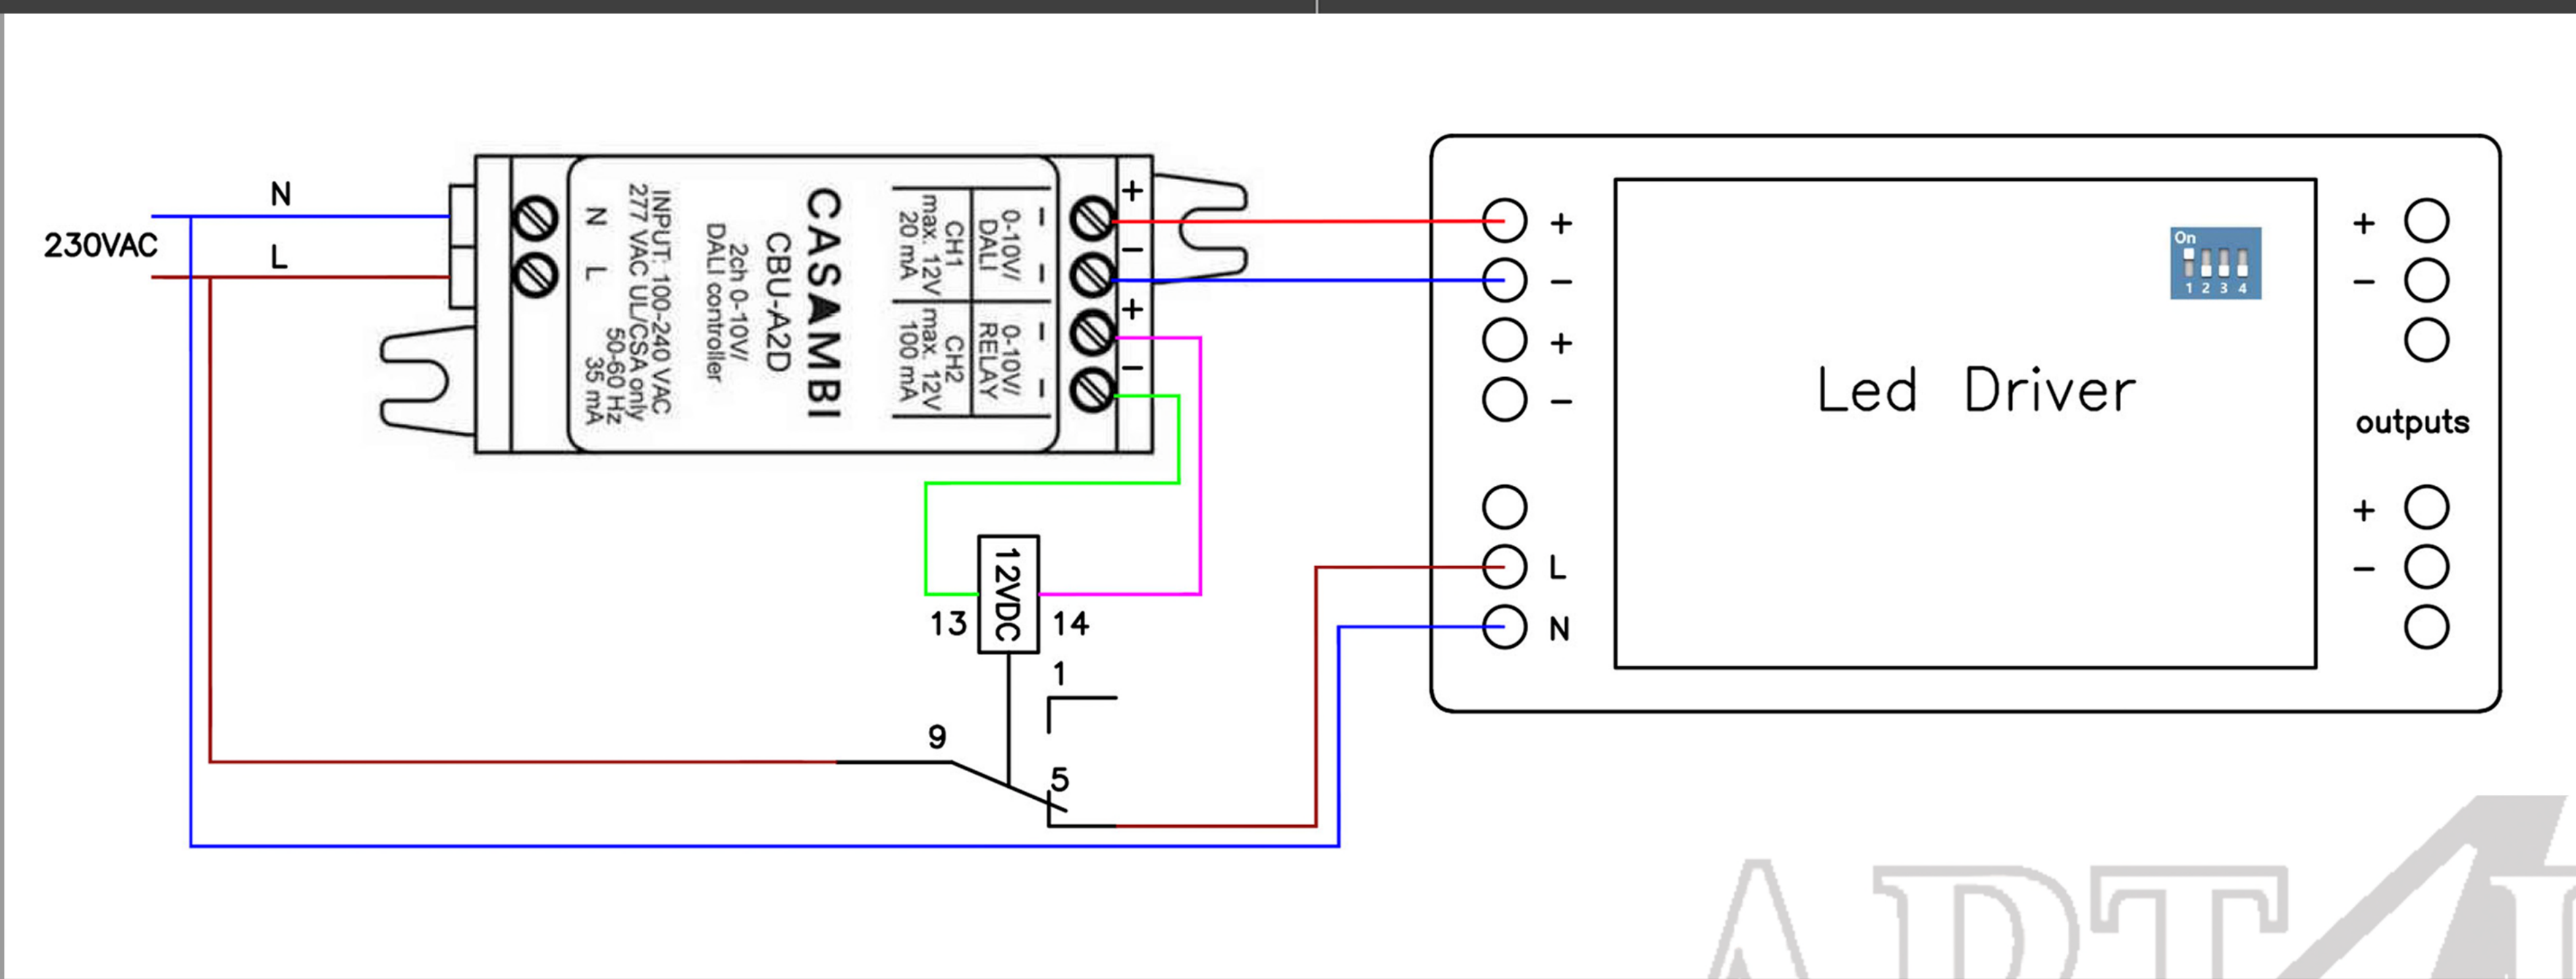 N
230VAC
L
N
L
INPUT: 100-240 VAC
277 VAC UL/CSA only
50-60 Hz
35 mA
2ch 0-10V/
DALI controller
CBU-A2D
CASAMBI
0-10V/
DALI
CH1
max. 12V
20 mA
0-10V/
RELAY
CH2
max. 12V
100 mA
- - - -
+
-
+
-
+
-
+
-
L
N
On
1 2 3 4
Led Driver
+
-
outputs
+
-
12VDC
13
14
1
9
5
ART